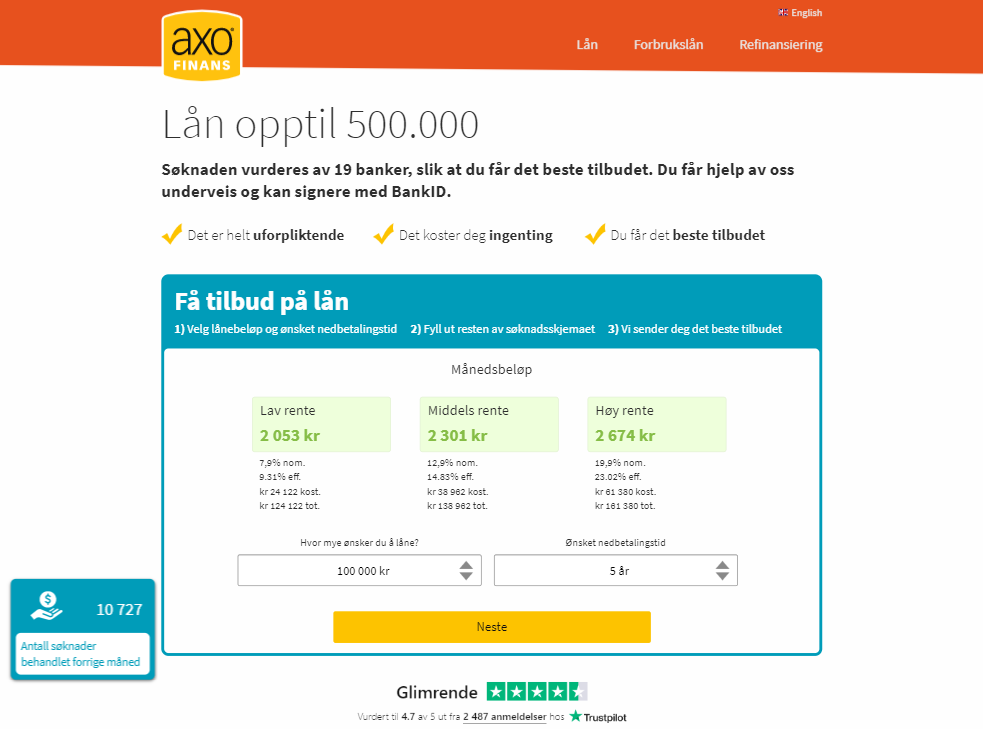 English
axo
FINANS
Lån Forbrukslån Refinansiering
Lån opptil 500.000
Søknaden vurderes av 19 banker, slik at du får det beste tilbudet. Du får hjelp av oss
underveis og kan signere med BankID.
Det er helt uforpliktende Det koster deg ingenting Du får det beste tilbudet
Få tilbud på lån
1) Velg lånebeløp og ønsket nedbetalingstid 2) Fyll ut resten av søknadsskjemaet 3) Vi sender deg det beste tilbudet
Månedsbeløp
Lav rente Middels rente Høy rente
2 053 kr 2 301 kr 2 674 kr
7,9% nom. 12,9% nom. 19,9% nom.
9.31% eff. 14.83% eff. 23.02% eff.
kr 24 122 kost. kr 38 962 kost. kr 61 380 kost.
kr 124 122 tot. kr 138 962 tot. kr 161 380 tot.
Hvor mye ønsker du å låne? Ønsket nedbetalingstid
100 000 kr 5 år
Neste
10 727
Antall søknader
behandlet forrige måned
Glimrende
Vurdert til 4.7 av 5 ut fra 2 487 anmeldelser hos Trustpilot